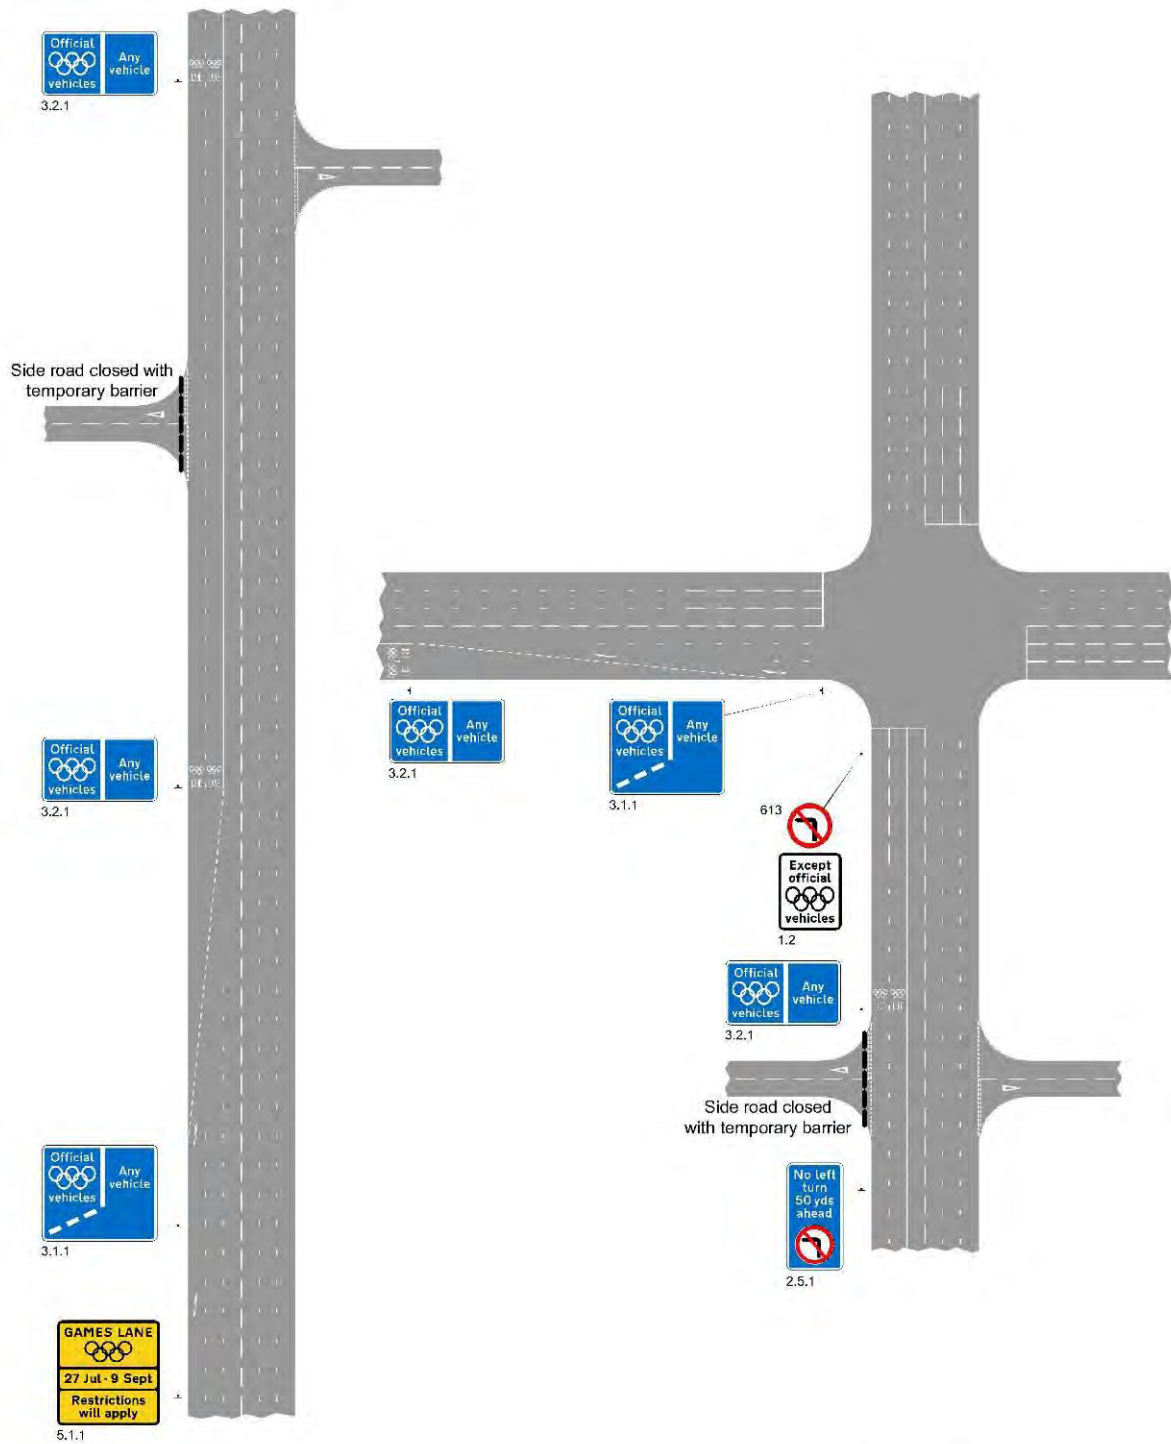 Official
vehicles
Any
vehicle
3.2.1
Side road closed with
temporary barrier
Official
vehicles
Any
vehicle
3.2.1
Official
vehicles
Any
vehicle
3.1.1
GAMES LANE
27 Jul - 9 Sept
Restrictions
will apply
5.1.1
Official
vehicles
Any
vehicle
3.2.1
Official
vehicles
Any
vehicle
3.1.1
613
Except
official
vehicles
1.2
Official
vehicles
Any
vehicle
3.2.1
Side road closed
with temporary barrier
No left
turn
50 yds
ahead
2.5.1